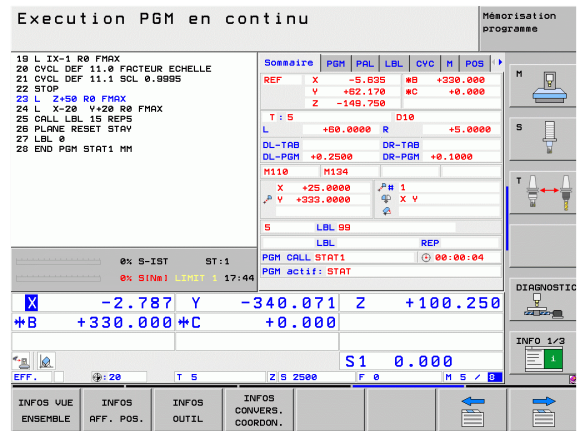 Execution PGM en continu
Mémorisation programme
19 L IX-1 R0 FMAX
20 CYCL DEF 11.0 FACTEUR ECHELLE
21 CYCL DEF 11.1 SCL 0.9995
22 STOP
23 L Z+50 R0 FMAX
24 L X-20 Y+20 R0 FMAX
25 CALL LBL 15 REP5
26 PLANE RESET STAY
27 LBL 0
28 END PGM STAT1 MM
Sommaire PGM PAL LBL CYC M POS
REF X -5.635 *B +330.000
Y +62.170 *C +0.000
Z -149.750
T : 5 D10
L +60.0000 R +5.0000
DL-TAB DR-TAB
DL-PGM +0.2500 DR-PGM +0.1000
M110 M134
X +25.0000 # 1
Y +333.0000 X Y
5 LBL 99
LBL REP
PGM CALL STAT1 00:00:04
PGM actif: STAT
0% S-IST ST:1
0% S[Nm] LIMIT 1 17:44
X -2.787 Y -340.071 Z +100.250
*B +330.000 *C +0.000
S1 0.000
EFF. :20 T 5 Z S 2500 F 0 M 5 / 8
M
S
T
DIAGNOSTIC
INFO 1/3
INFOS VUE ENSEMBLE
INFOS AFF. POS.
INFOS OUTIL
INFOS CONVERS. COORDON.